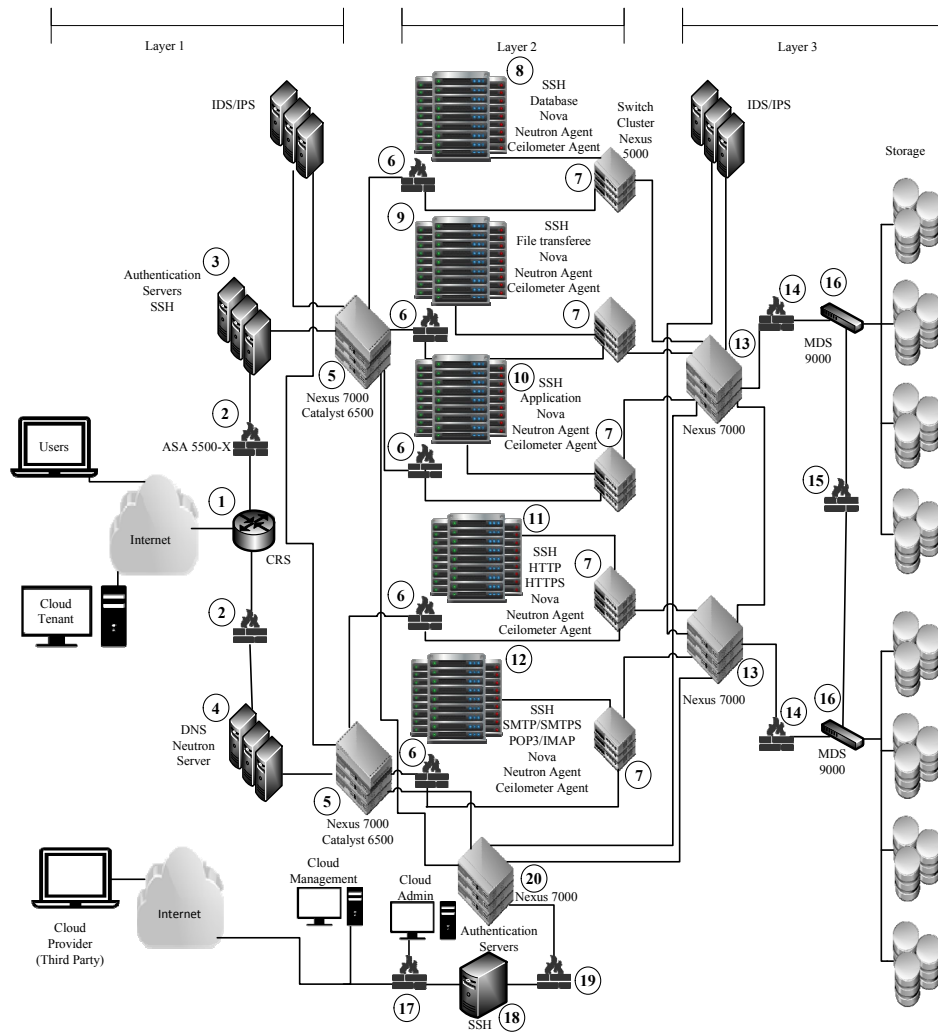 Layer 1
Layer 2
Layer 3
8
SSH
Database
Nova
Neutron Agent
Ceilometer Agent
IDS/IPS
Switch
Cluster
Nexus
5000
IDS/IPS
Storage
6
7
9
SSH
File transferee
Nova
Neutron Agent
Ceilometer Agent
3
Authentication
Servers
SSH
6
7
14
16
MDS
9000
13
Nexus 7000
5
Nexus 7000
Catalyst 6500
10
SSH
Application
Nova
Neutron Agent
Ceilometer Agent
2
ASA 5500-X
6
7
Users
15
1
CRS
Internet
11
SSH
HTTP
HTTPS
Nova
Neutron Agent
Ceilometer Agent
7
6
Cloud
Tenant
2
12
SSH
SMTP/SMTPS
POP3/IMAP
Nova
Neutron Agent
Ceilometer Agent
13
Nexus 7000
4
DNS
Neutron
Server
6
7
14
16
MDS
9000
5
Nexus 7000
Catalyst 6500
Cloud
Management
Cloud
Admin
20
Nexus 7000
Internet
Cloud
Provider
(Third Party)
Authentication
Servers
17
SSH
18
19